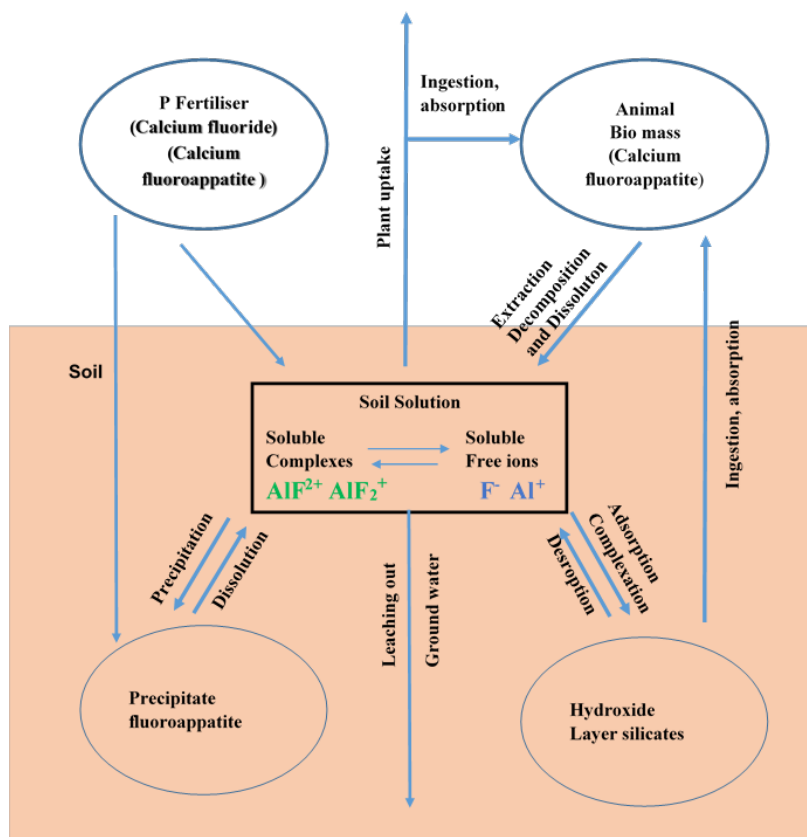 P Fertiliser
(Calcium fluoride)
(Calcium
fluoroappatite )
Plant uptake
Ingestion,
absorption
Animal
Bio mass
(Calcium
fluoroappatite)
Extraction
Decomposition
and Dissoluton
Ingestion, absorption
Soil
Soil Solution
Soluble
Complexes
Soluble
Free ions
AlF²⁺ AlF₂⁺
F⁻ Al⁺
Precipitation
Dissolution
Leaching out
Ground water
Adsorption
Complexation
Desroption
Precipitate
fluoroappatite
Hydroxide
Layer silicates